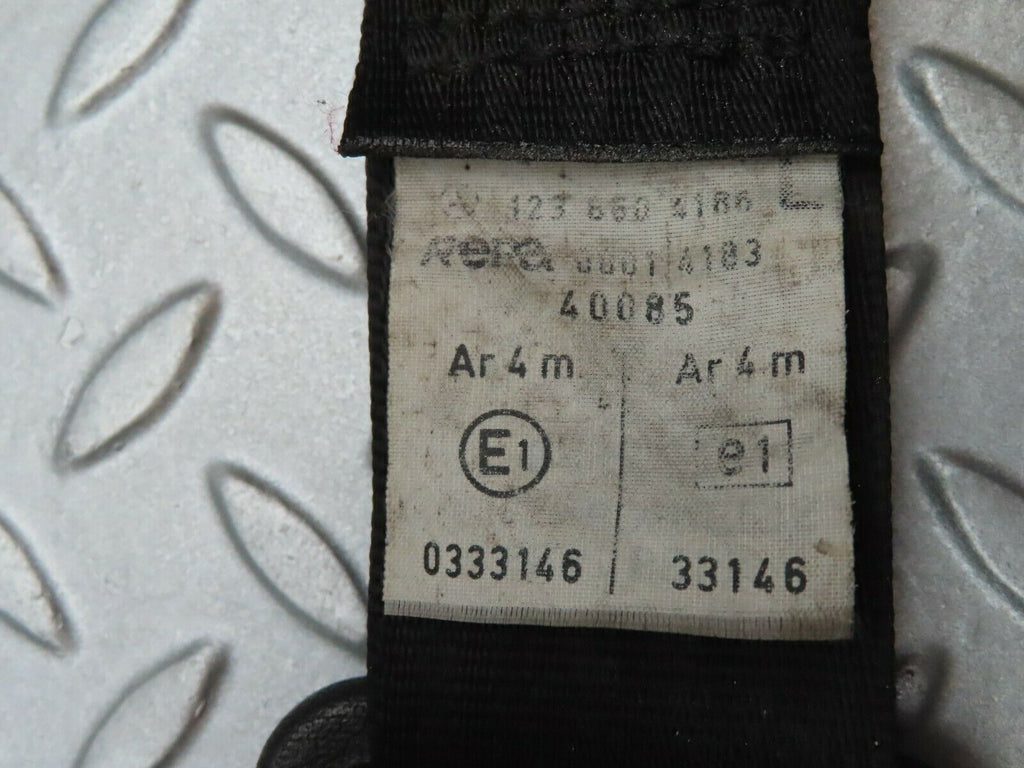 123 860 4186 L
Repa 0001 4183
40085
Ar 4 m Ar 4 m
E1 e1
0333146 33146